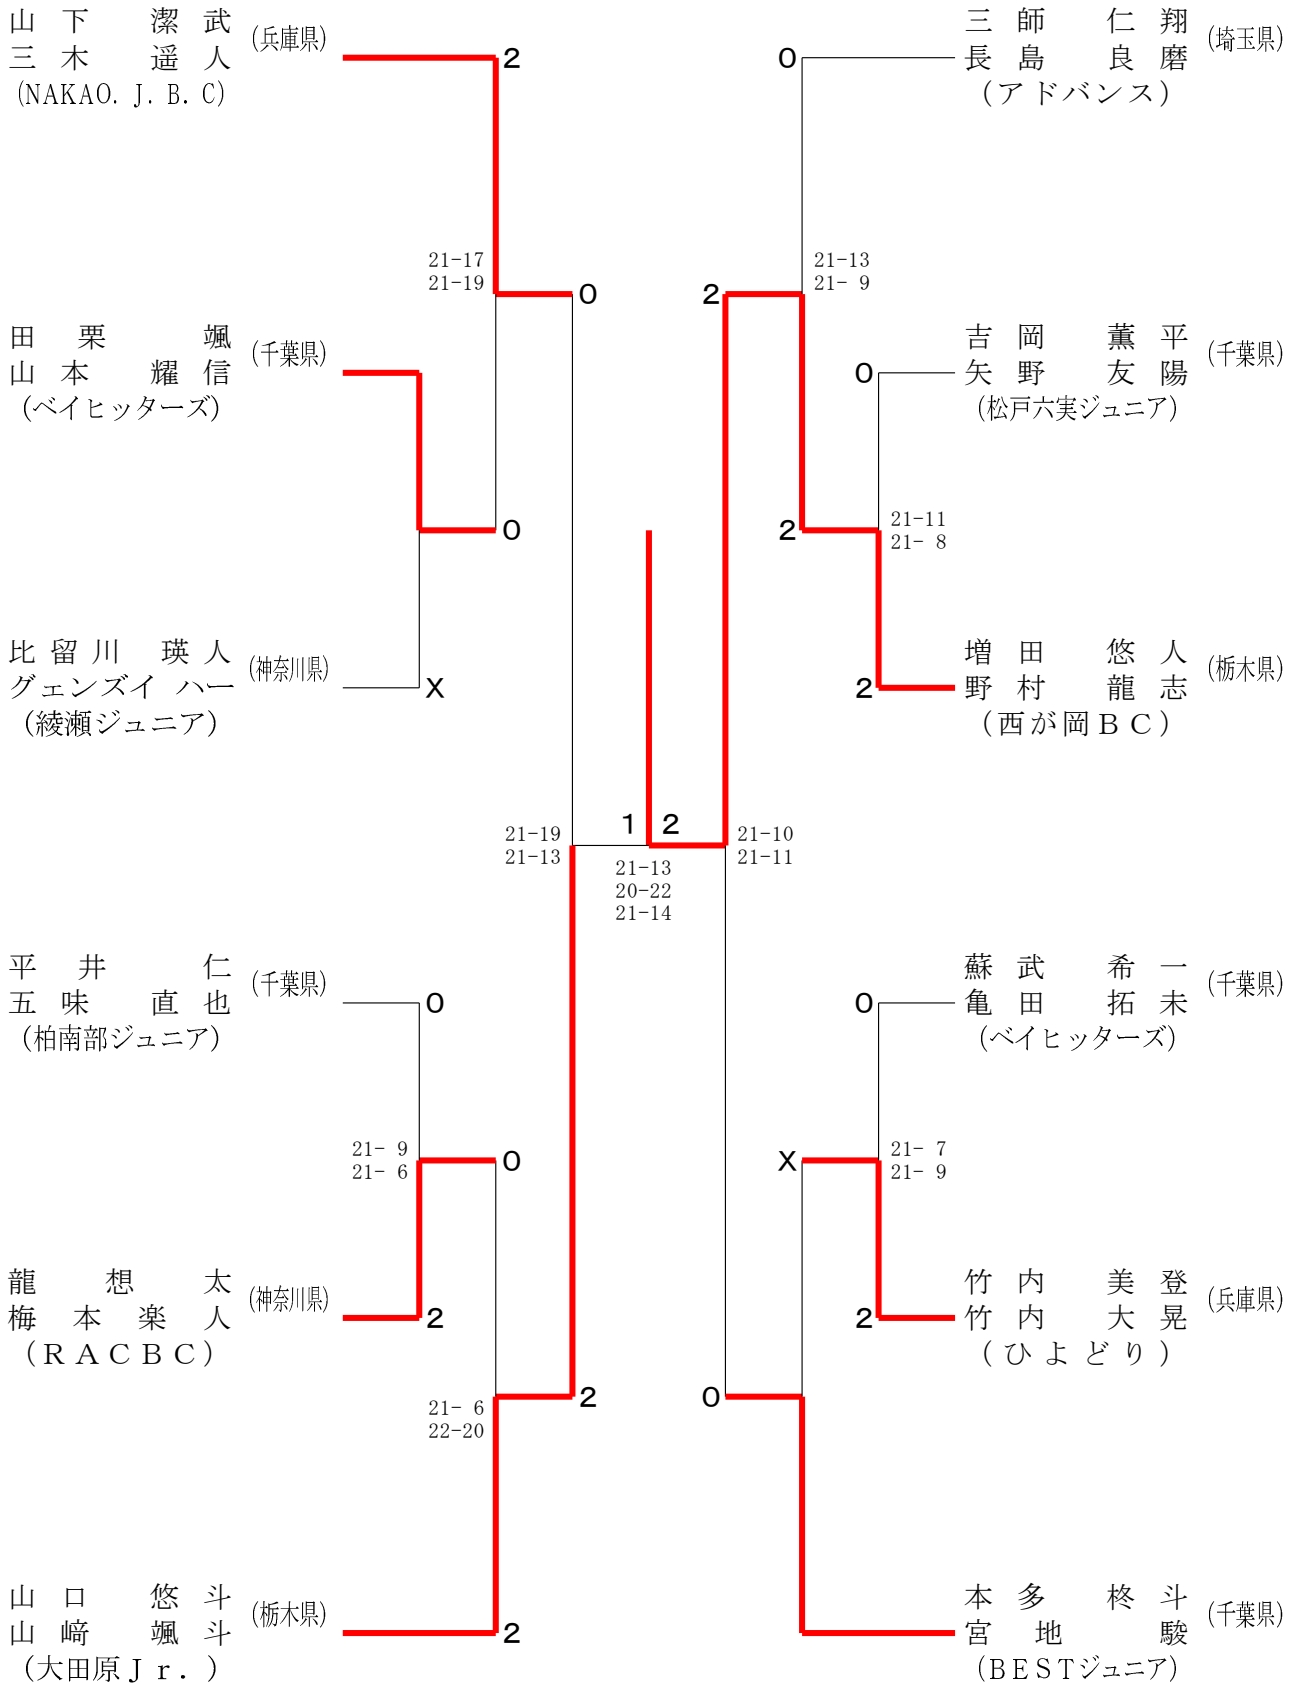 山下 潔武
三木 遥人
(兵庫県)
(NAKAO. J. B. C)
2
21-17
21-19
0
田栗 颯
山本 耀信
(千葉県)
(ベイヒッターズ)
0
比留川 瑛人
グェンズイ ハー
(神奈川県)
(綾瀬ジュニア)
X
21-19
21-13
平井 仁
五味 直也
(千葉県)
(柏南部ジュニア)
0
21- 9
21- 6
0
龍 想太
梅本楽人
(神奈川県)
(RACBC)
2
21- 6
22-20
2
山口 悠斗
山﨑 颯斗
(栃木県)
(大田原Jr.)
2
1 2
21-13
20-22
21-14
三師 仁翔
長島 良磨
(埼玉県)
(アドバンス)
0
21-13
21- 9
2
吉岡 薫平
矢野 友陽
(千葉県)
(松戸六実ジュニア)
0
21-11
21- 8
2
増田 悠人
野村 龍志
(栃木県)
(西が岡BC)
2
21-10
21-11
蘇武 希一
亀田 拓未
(千葉県)
(ベイヒッターズ)
0
21- 7
21- 9
X
竹内 美登
竹内 大晃
(兵庫県)
(ひよどり)
2
0
本多 柊斗
宮地 駿
(千葉県)
(BESTジュニア)